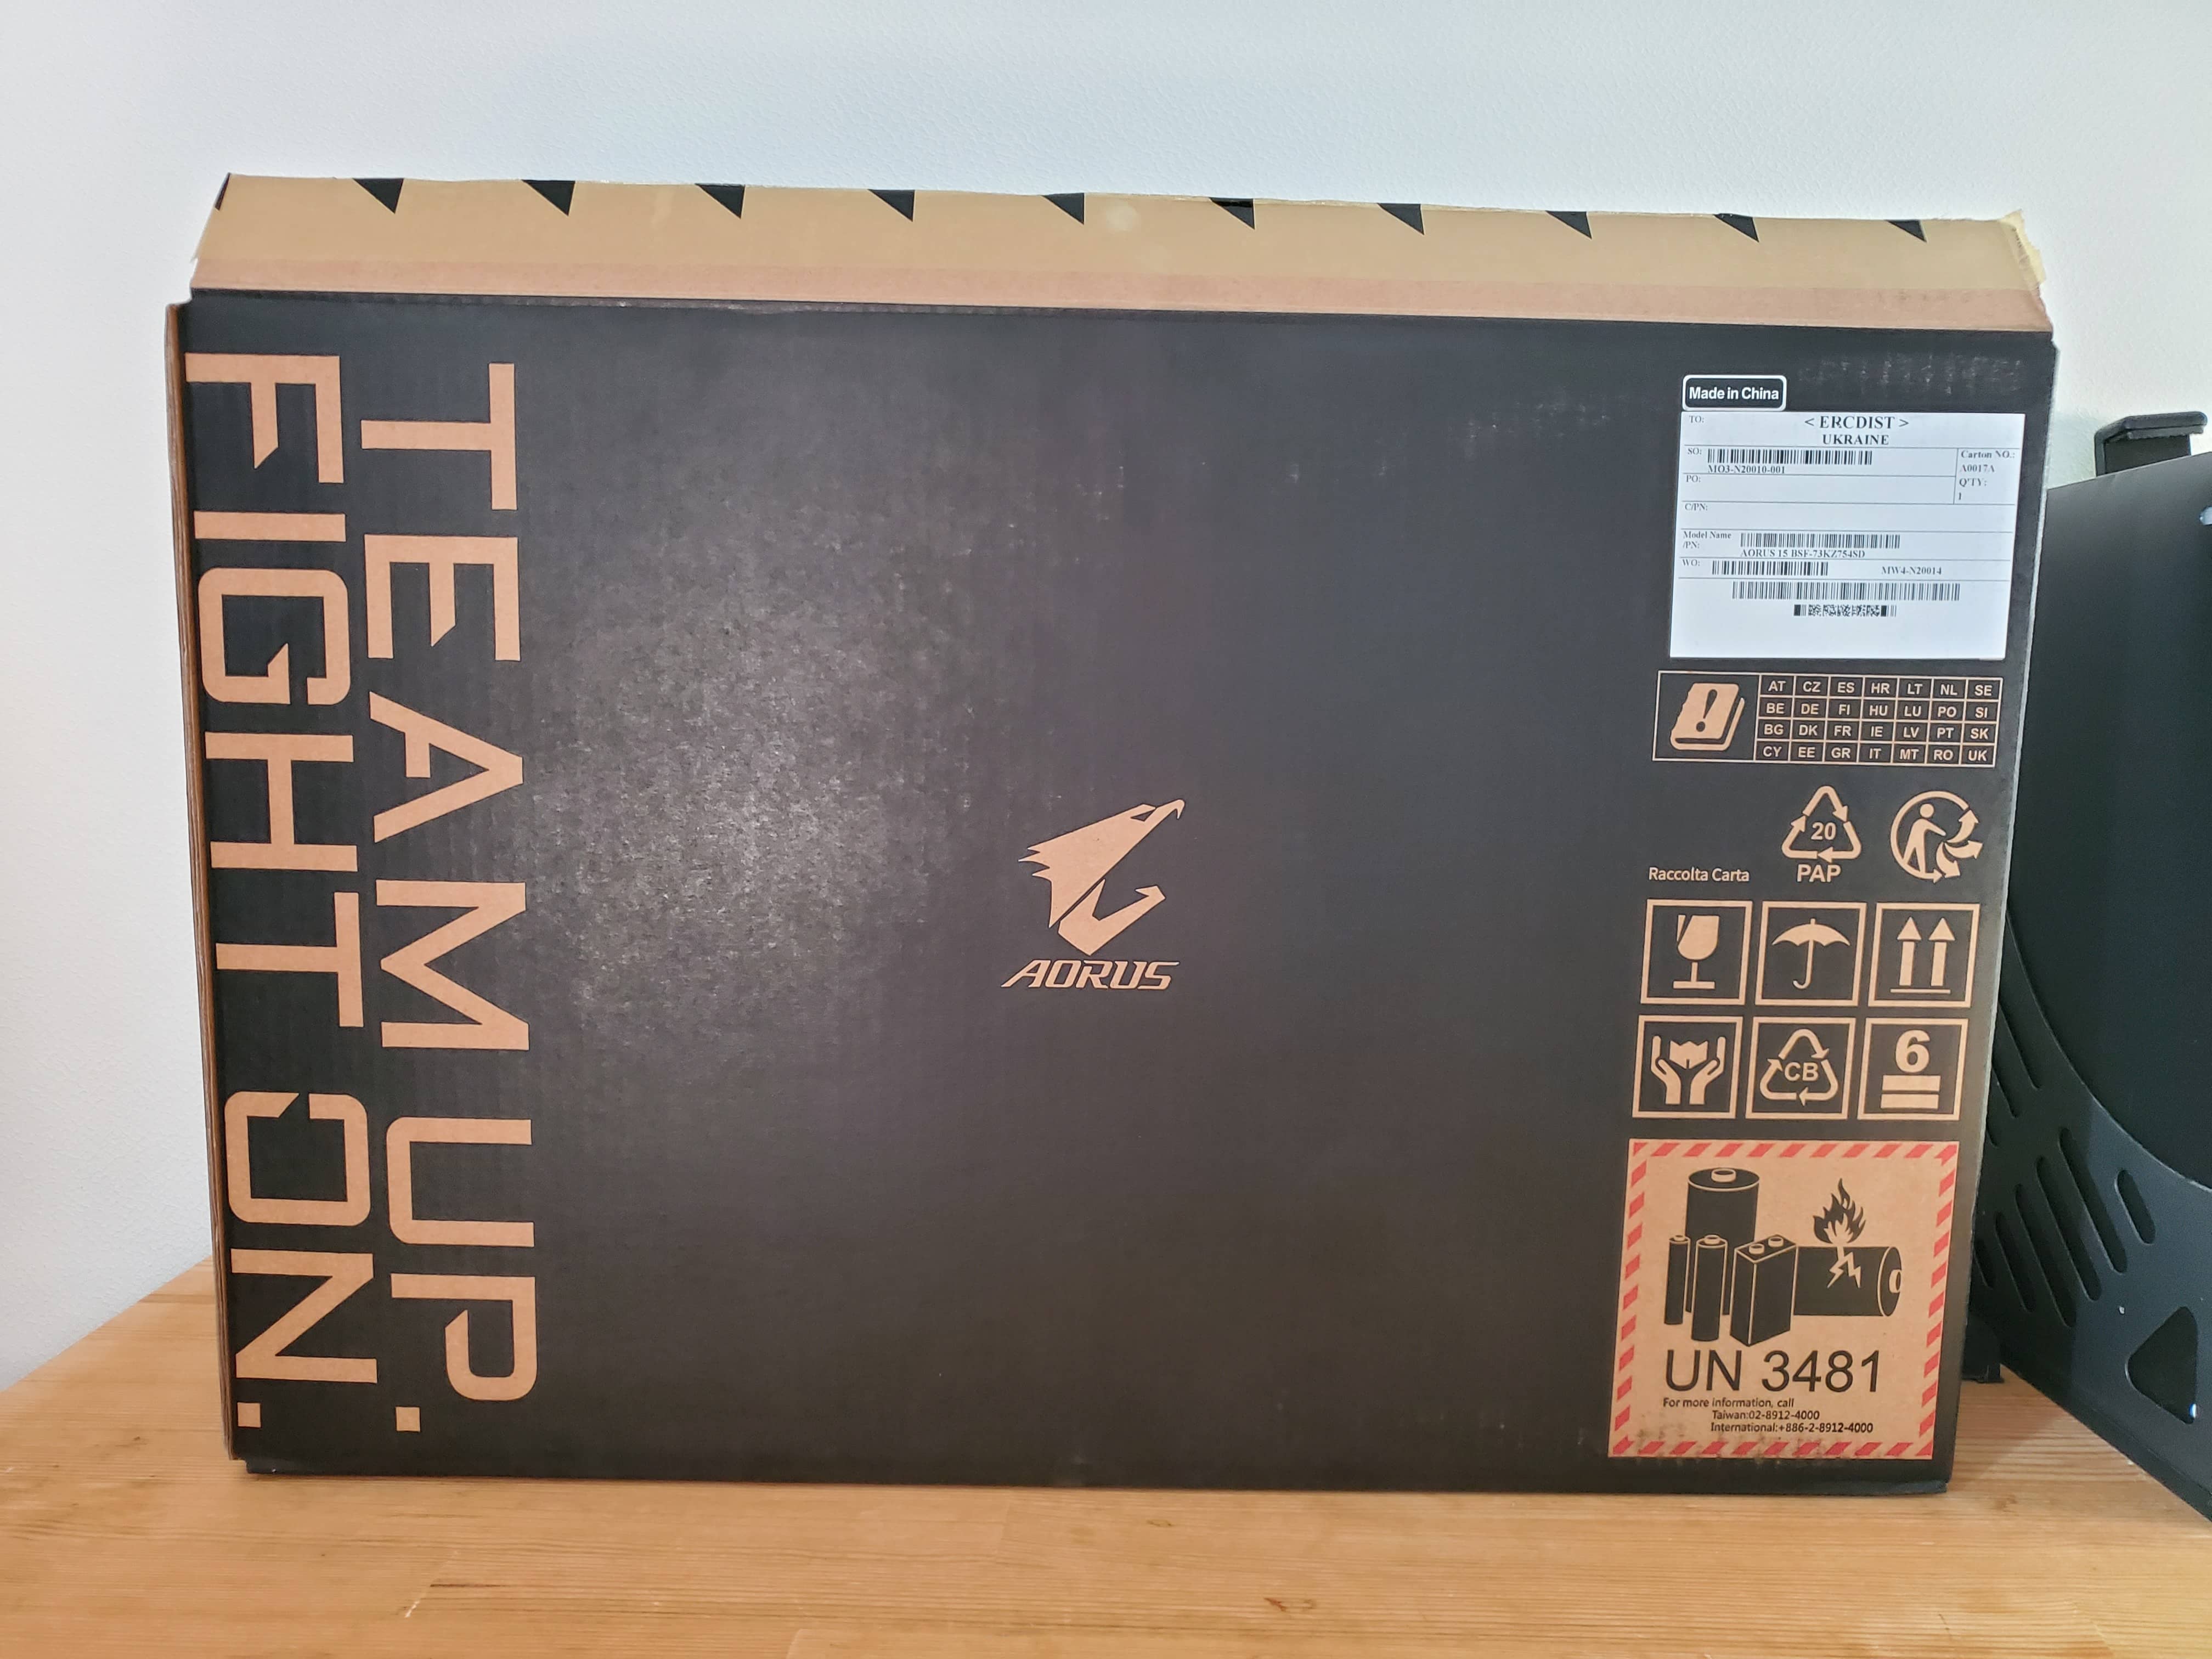 TEAM UP.
FIGHT ON.
AORUS
Made in China
TO:
< ERCDIST >
UKRAINE
SO:
MO3-N20010-001
Carton NO.:
A0017A
Q'TY:
1
PO:
C/PN:
Model Name
/PN:
AORUS 15 BSF-73KZ754SD
WO:
MW4-N20014
AT CZ ES HR LT NL SE
BE DE FI HU LU PO SI
BG DK FR IE LV PT SK
CY EE GR IT MT RO UK
20
PAP
Raccolta Carta
CB
6
UN 3481
For more information, call
Taiwan:02-8912-4000
International:+886-2-8912-4000